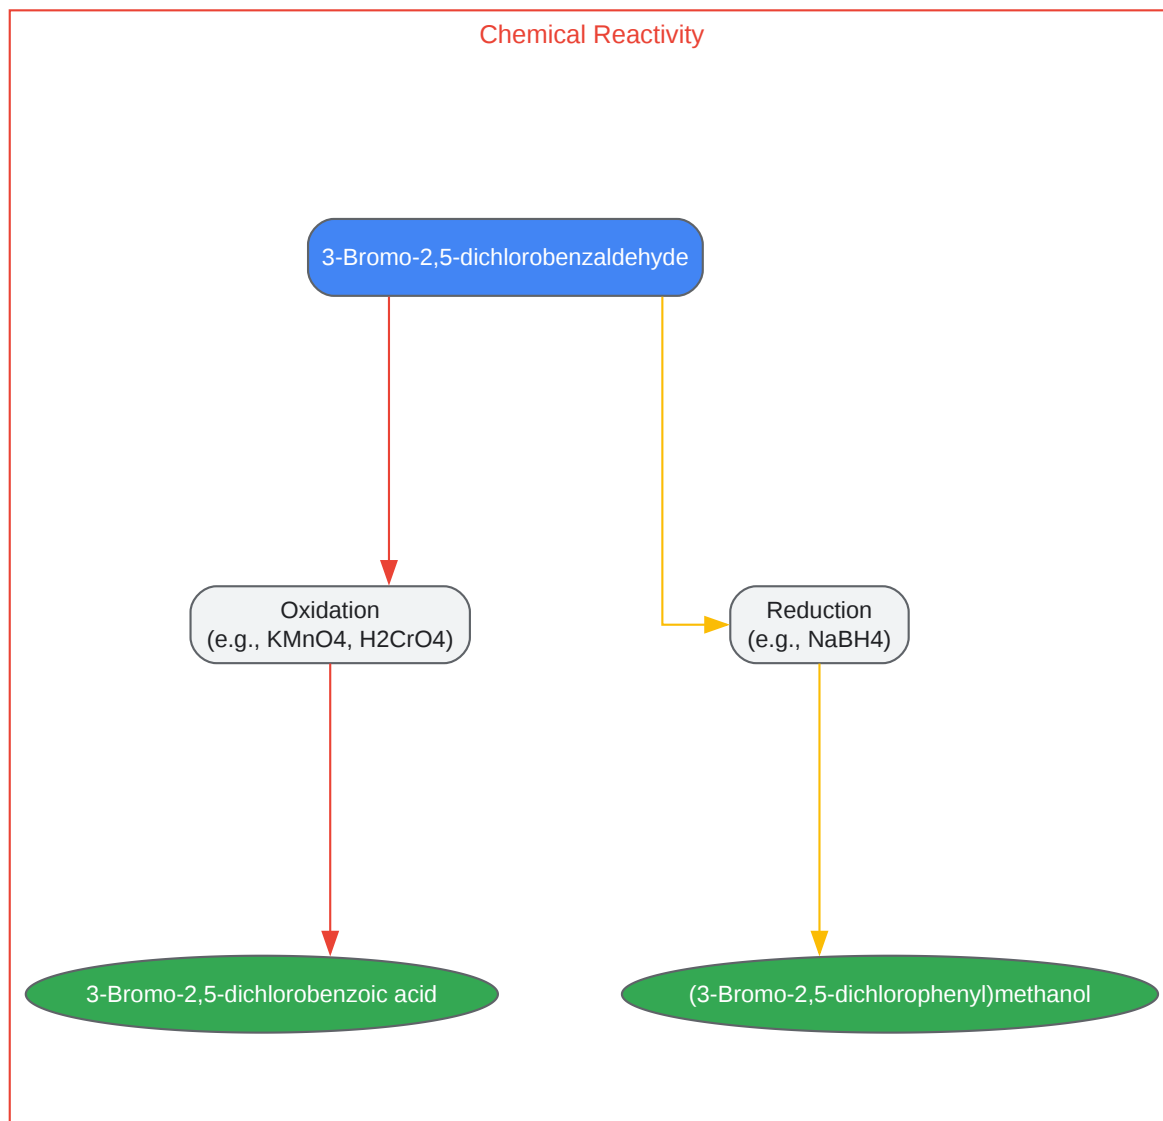 Chemical Reactivity
3-Bromo-2,5-dichlorobenzaldehyde
Oxidation
(e.g., KMnO4, H2CrO4)
Reduction
(e.g., NaBH4)
3-Bromo-2,5-dichlorobenzoic acid
(3-Bromo-2,5-dichlorophenyl)methanol